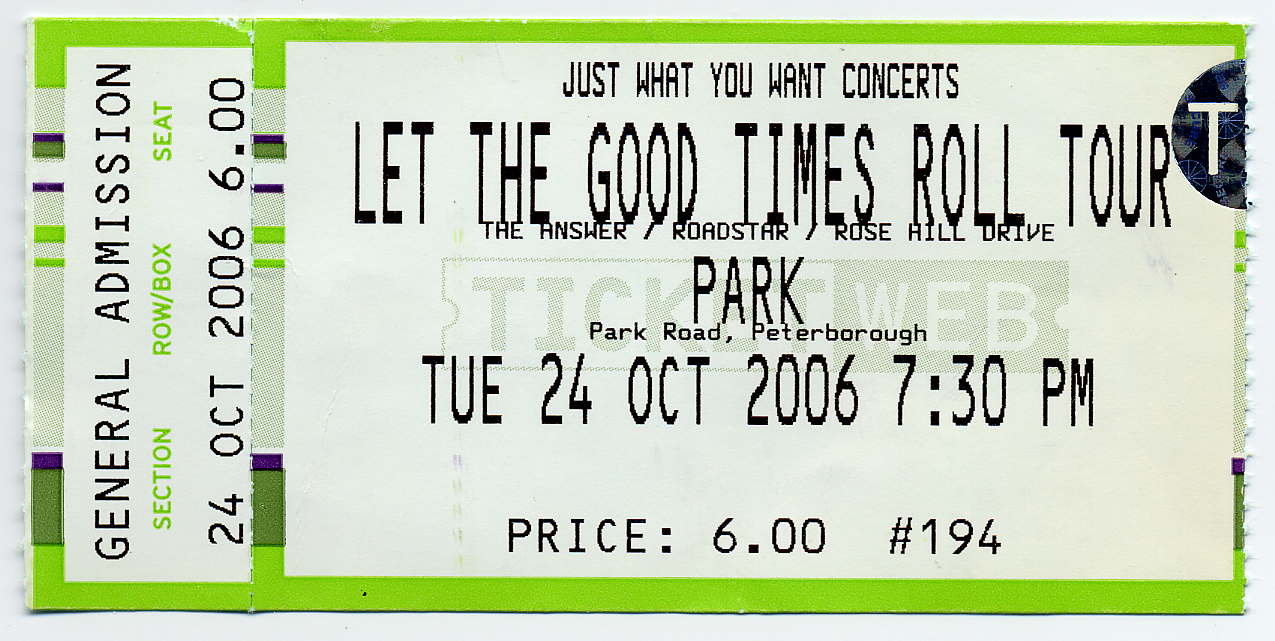 GENERAL ADMISSION
SECTION ROW/BOX SEAT
24 OCT 2006 6.00
JUST WHAT YOU WANT CONCERTS
LET THE GOOD TIMES ROLL TOUR
THE ANSWER / ROADSTAR / ROSE HILL DRIVE
PARK
TICKETWEB
Park Road, Peterborough
TUE 24 OCT 2006 7:30 PM
PRICE: 6.00 #194
T